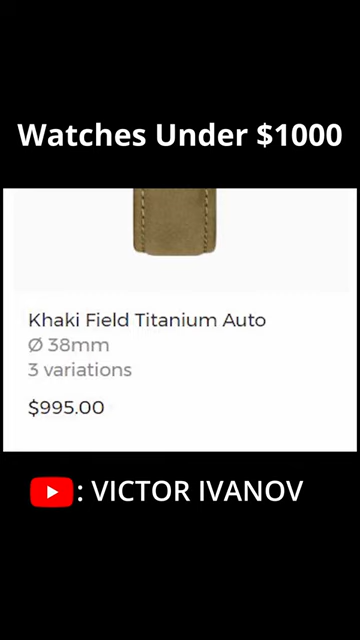 Watches Under $1000
Khaki Field Titanium Auto
Ø 38mm
3 variations
$995.00
: VICTOR IVANOV